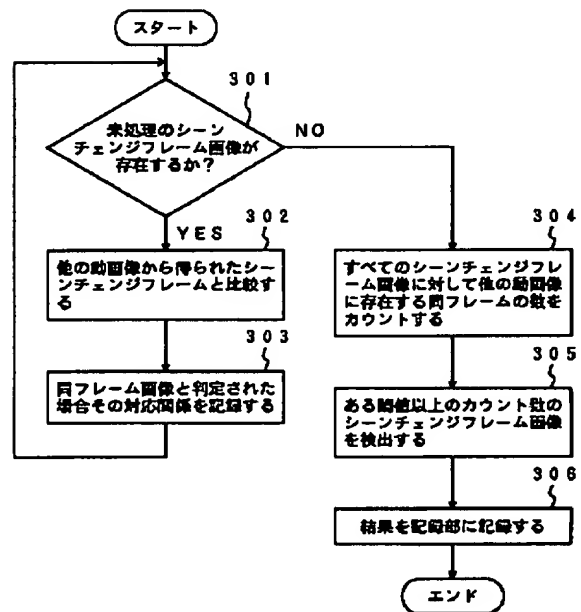 スタート
301
未処理のシーン
チェンジフレーム画像が
存在するか？
NO
YES
302
他の動画像から得られたシー
ンチェンジフレームと比較す
る
303
同フレーム画像と判定された
場合その対応関係を記録する
304
すべてのシーンチェンジフレ
ーム画像に対して他の動画像
に存在する同フレームの数を
カウントする
305
ある閾値以上のカウント数の
シーンチェンジフレーム画像
を検出する
306
結果を記録部に記録する
エンド